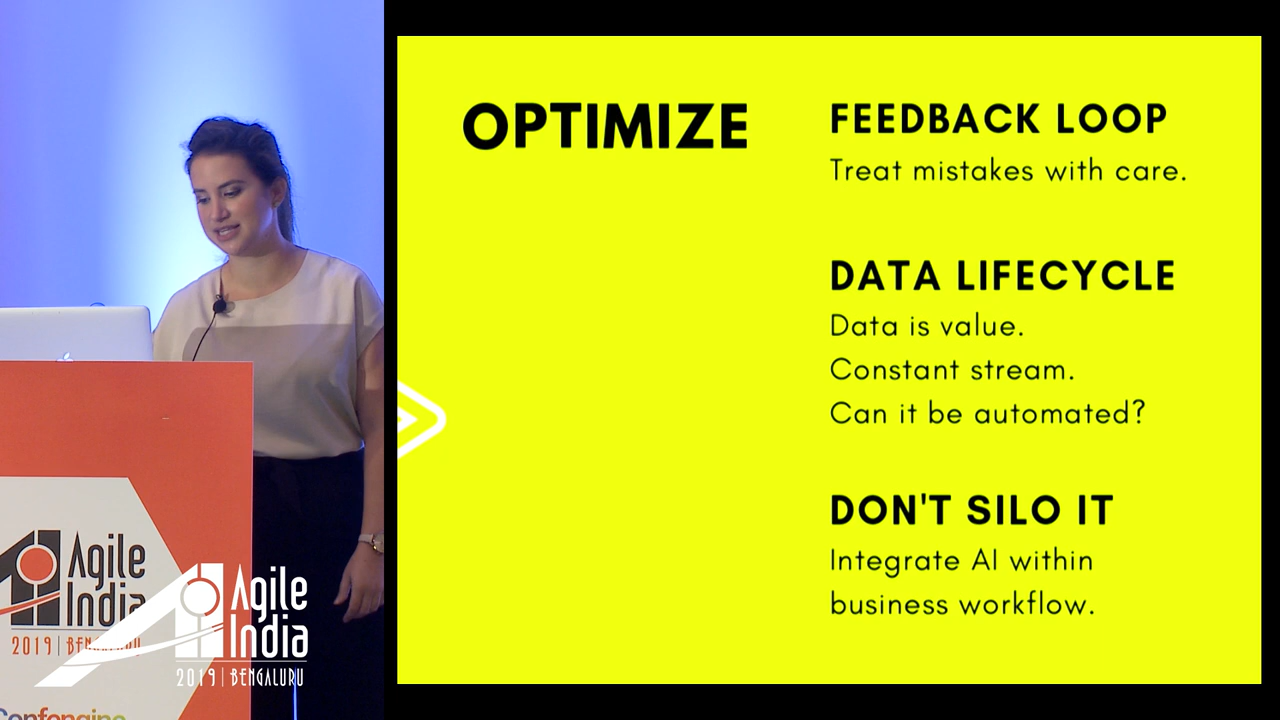 OPTIMIZE
FEEDBACK LOOP
Treat mistakes with care.
DATA LIFECYCLE
Data is value.
Constant stream.
Can it be automated?
DON'T SILO IT
Integrate AI within
business workflow.
Agile
India
2019 | BENGALURU
Agile
India
2019 | BENGALURU
Confengine